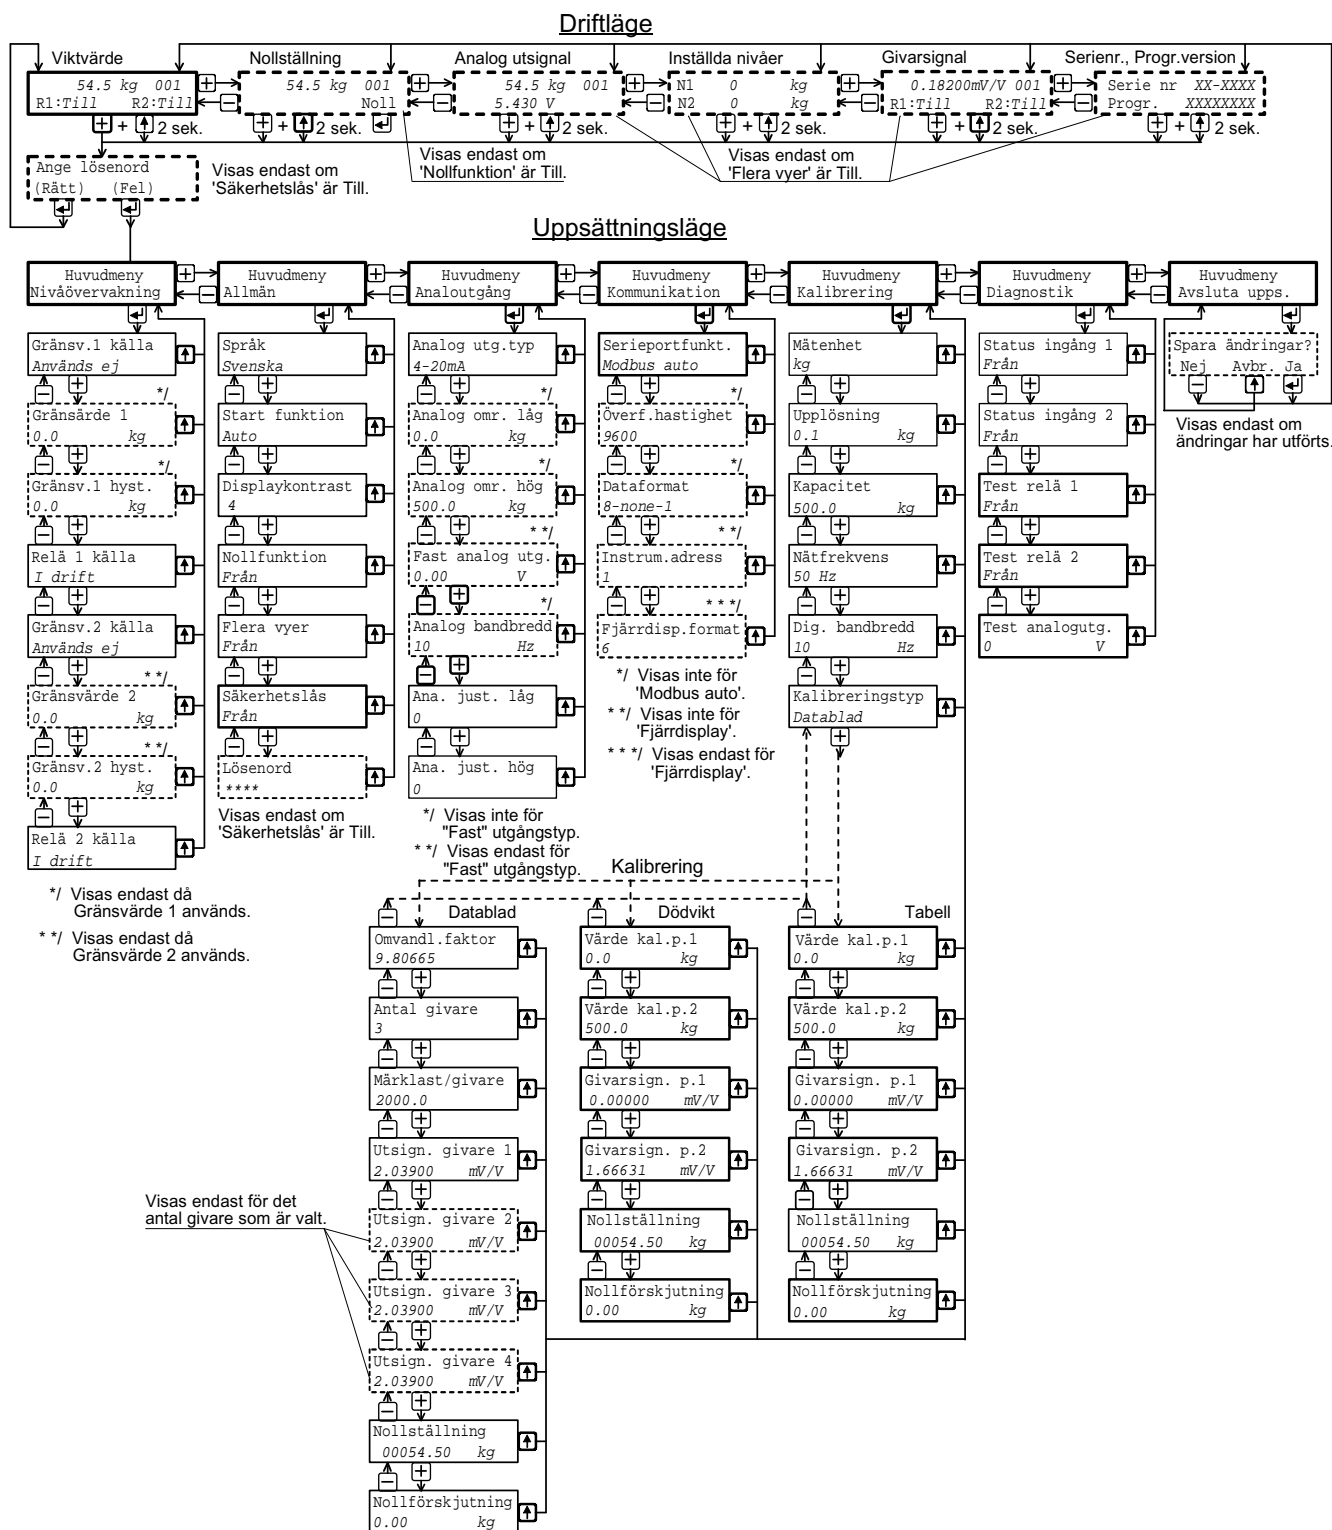 Driftläge
Viktvärde
Nollställning
Analog utsignal
Inställda nivåer
Givarsignal
Serienr., Progr.version
54.5 kg 001
R1:Till R2:Till
54.5 kg 001
Noll
54.5 kg 001
5.430 V
N1 0 kg
N2 0 kg
0.18200mV/V 001
R1:Till R2:Till
Serie nr XX-XXXX
Progr. XXXXXXXX
+ 2 sek.
+ 2 sek.
+ 2 sek.
+ 2 sek.
+ 2 sek.
+ 2 sek.
Ange lösenord
(Rätt) (Fel)
Visas endast om
'Säkerhetslås' är Till.
Visas endast om
'Nollfunktion' är Till.
Visas endast om
'Flera vyer' är Till.
Uppsättningsläge
Huvudmeny
Nivåövervakning
Huvudmeny
Allmän
Huvudmeny
Analoutgång
Huvudmeny
Kommunikation
Huvudmeny
Kalibrering
Huvudmeny
Diagnostik
Huvudmeny
Avsluta upps.
Gränsv.1 källa
Används ej
*/
Gränsärde 1
0.0 kg
*/
Gränsv.1 hyst.
0.0 kg
Relä 1 källa
I drift
Gränsv.2 källa
Används ej
* */
Gränsvärde 2
0.0 kg
* */
Gränsv.2 hyst.
0.0 kg
Relä 2 källa
I drift
*/ Visas endast då
Gränsvärde 1 används.
* */ Visas endast då
Gränsvärde 2 används.
Språk
Svenska
Start funktion
Auto
Displaykontrast
4
Nollfunktion
Från
Flera vyer
Från
Säkerhetslås
Från
Lösenord
****
Visas endast om
'Säkerhetslås' är Till.
Analog utg.typ
4-20mA
*/
Analog omr. låg
0.0 kg
*/
Analog omr. hög
500.0 kg
* */
Fast analog utg.
0.00 V
*/
Analog bandbredd
10 Hz
Ana. just. låg
0
Ana. just. hög
0
*/ Visas inte för
"Fast" utgångstyp.
* */ Visas endast för
"Fast" utgångstyp.
Serieportfunkt.
Modbus auto
*/
Överf.hastighet
9600
*/
Dataformat
8-none-1
* */
Instrum.adress
1
* * */
Fjärrdisp.format
6
*/ Visas inte för
'Modbus auto'.
* */ Visas inte för
'Fjärrdisplay'.
* * */ Visas endast för
'Fjärrdisplay'.
Mätenhet
kg
Upplösning
0.1 kg
Kapacitet
500.0 kg
Nätfrekvens
50 Hz
Dig. bandbredd
10 Hz
Kalibreringstyp
Datablad
Status ingång 1
Från
Status ingång 2
Från
Test relä 1
Från
Test relä 2
Från
Test analogutg.
0 V
Spara ändringar?
Nej Avbr. Ja
Visas endast om
ändringar har utförts.
Kalibrering
Datablad
Omvandl.faktor
9.80665
Antal givare
3
Märklast/givare
2000.0
Utsign. givare 1
2.03900 mV/V
Utsign. givare 2
2.03900 mV/V
Utsign. givare 3
2.03900 mV/V
Utsign. givare 4
2.03900 mV/V
Nollställning
00054.50 kg
Nollförskjutning
0.00 kg
Visas endast för det
antal givare som är valt.
Dödvikt
Värde kal.p.1
0.0 kg
Värde kal.p.2
500.0 kg
Givarsign. p.1
0.00000 mV/V
Givarsign. p.2
1.66631 mV/V
Nollställning
00054.50 kg
Nollförskjutning
0.00 kg
Tabell
Värde kal.p.1
0.0 kg
Värde kal.p.2
500.0 kg
Givarsign. p.1
0.00000 mV/V
Givarsign. p.2
1.66631 mV/V
Nollställning
00054.50 kg
Nollförskjutning
0.00 kg